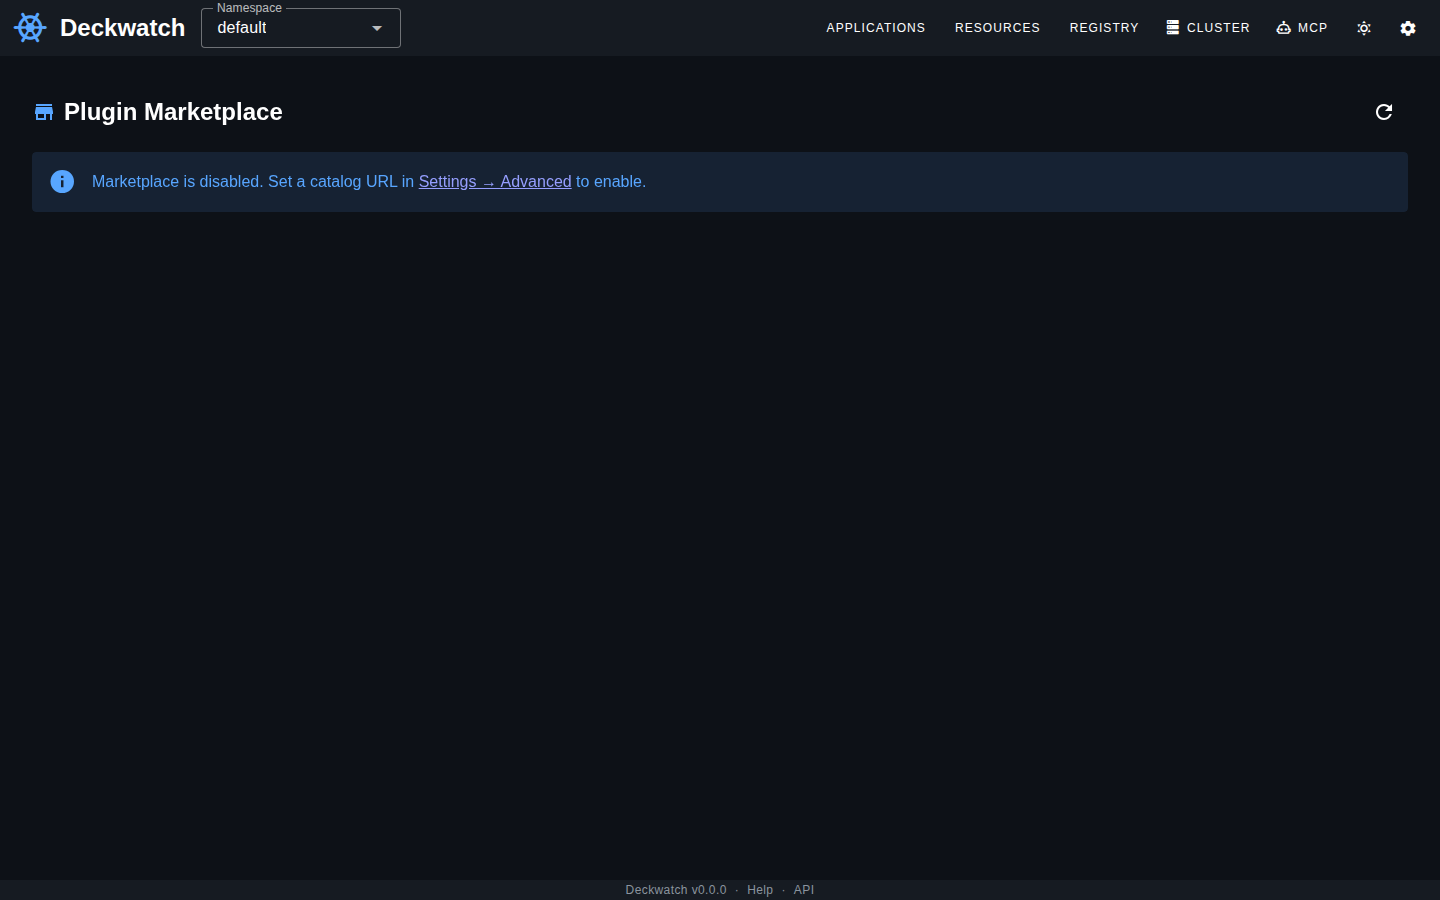 Deckwatch
Namespace
default
APPLICATIONS
RESOURCES
REGISTRY
CLUSTER
MCP
Plugin Marketplace
Marketplace is disabled. Set a catalog URL in Settings → Advanced to enable.
Deckwatch v0.0.0 · Help · API